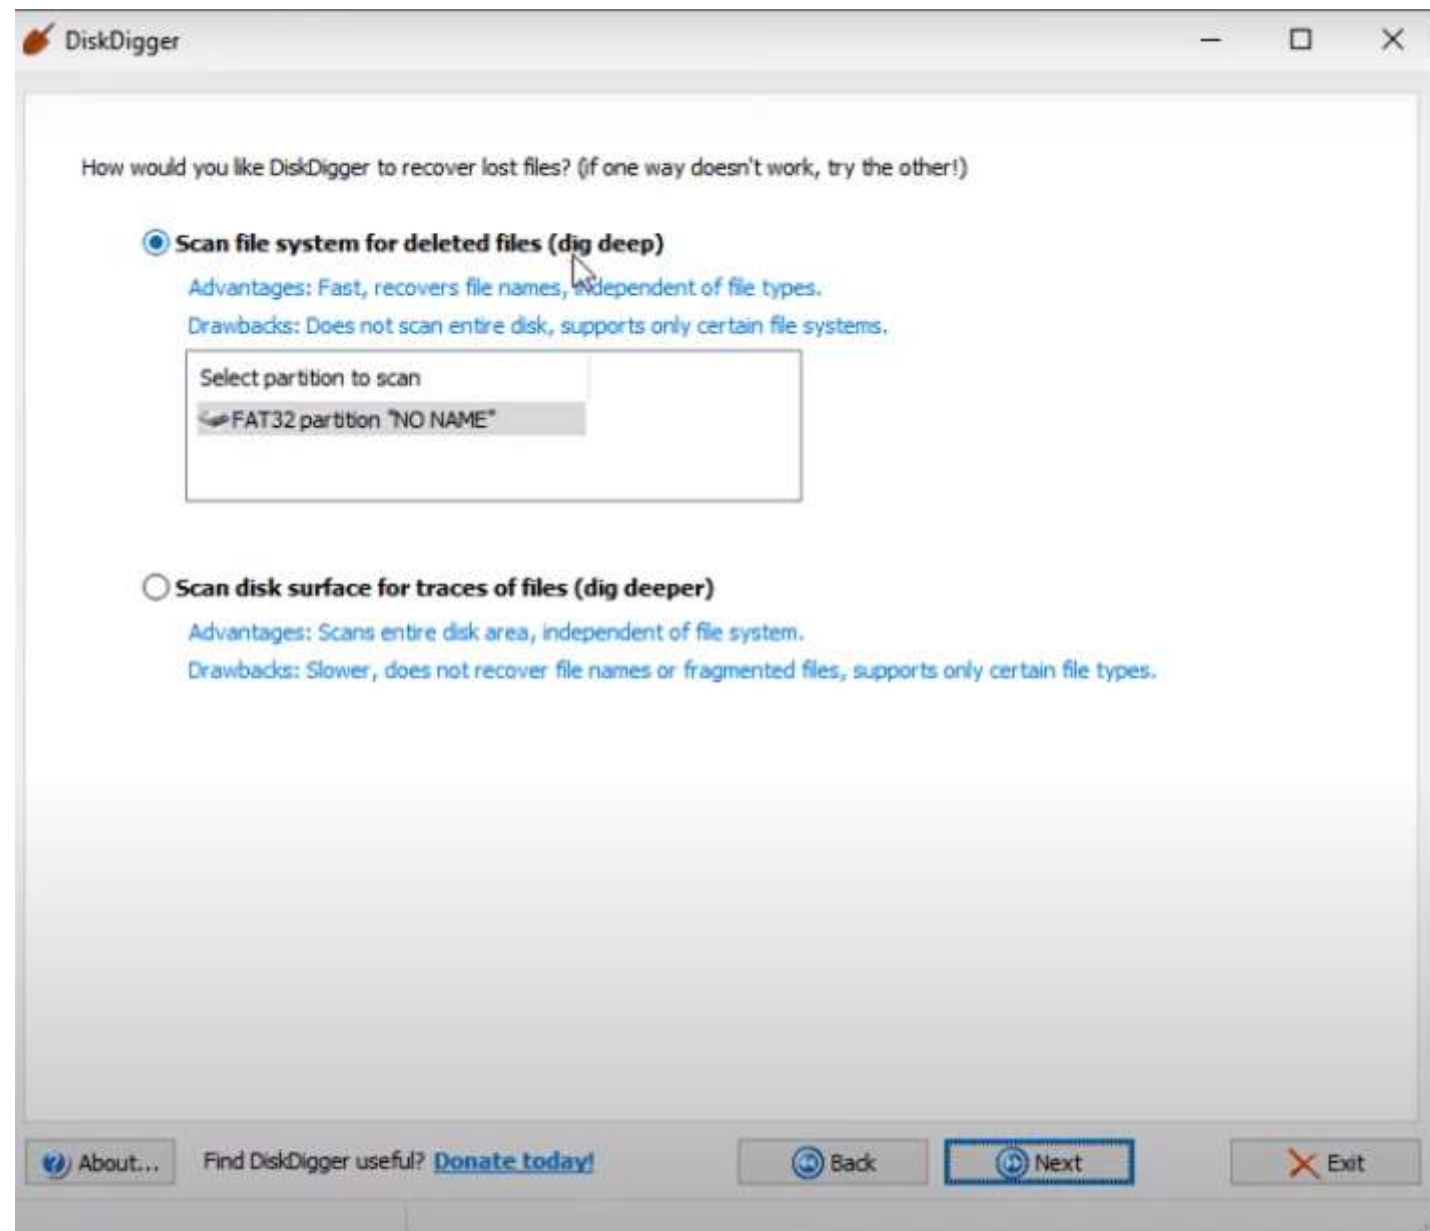 DiskDigger
How would you like DiskDigger to recover lost files? (if one way doesn't work, try the other!)
Scan file system for deleted files (dig deep)
Advantages: Fast, recovers file names, independent of file types.
Drawbacks: Does not scan entire disk, supports only certain file systems.
Select partition to scan
FAT32 partition "NO NAME"
Scan disk surface for traces of files (dig deeper)
Advantages: Scans entire disk area, independent of file system.
Drawbacks: Slower, does not recover file names or fragmented files, supports only certain file types.
About... Find DiskDigger useful? Donate today! Back Next Exit